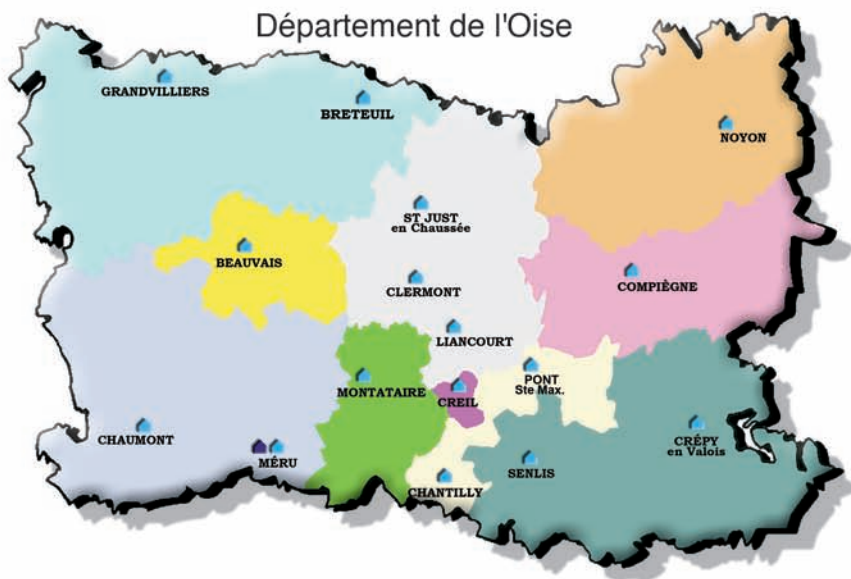 Département de l'Oise
GRANDVILLIERS
BRETEUIL
NOYON
ST JUST
en Chaussée
BEAUVAIS
CLERMONT
COMPIÈGNE
LIANCOURT
MONTATAIRE
CREIL
PONT
Ste Max.
CHAUMONT
MÉRU
CHANTILLY
SENLIS
CRÉPY
en Valois